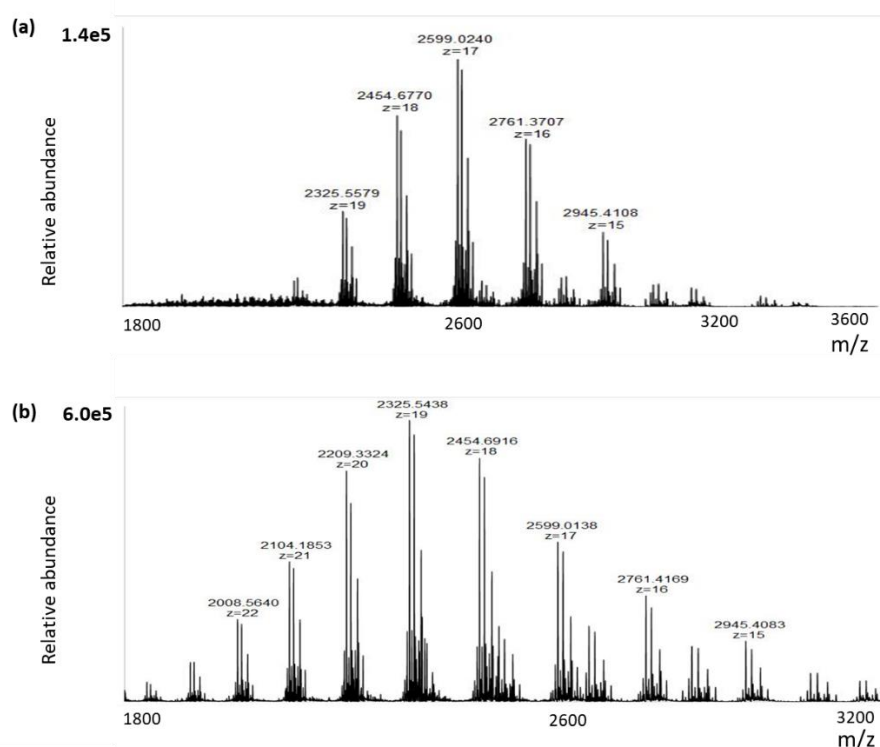 (a)
1.4e5
Relative abundance
2599.0240
z=17
2454.6770
z=18
2761.3707
z=16
2325.5579
z=19
2945.4108
z=15
1800
2600
3200
3600
m/z
(b)
6.0e5
Relative abundance
2325.5438
z=19
2454.6916
z=18
2209.3324
z=20
2599.0138
z=17
2104.1853
z=21
2761.4169
z=16
2008.5640
z=22
2945.4083
z=15
1800
2600
3200
m/z